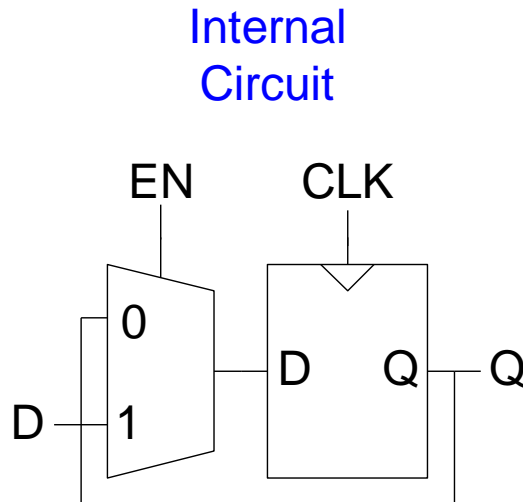 Internal
Circuit
EN CLK
0
D Q Q
D 1